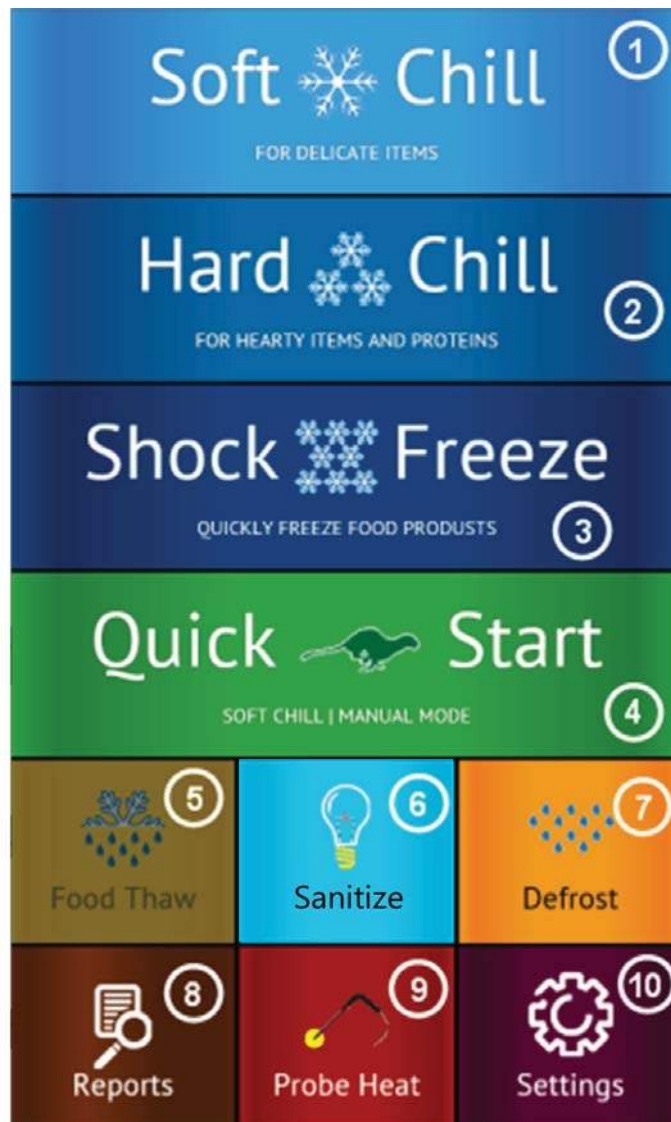 Soft Chill
1
FOR DELICATE ITEMS
Hard Chill
2
FOR HEARTY ITEMS AND PROTEINS
Shock Freeze
QUICKLY FREEZE FOOD PRODUSTS
3
Quick Start
SOFT CHILL | MANUAL MODE
4
5
6
7
Food Thaw
Sanitize
Defrost
8
9
10
Reports
Probe Heat
Settings